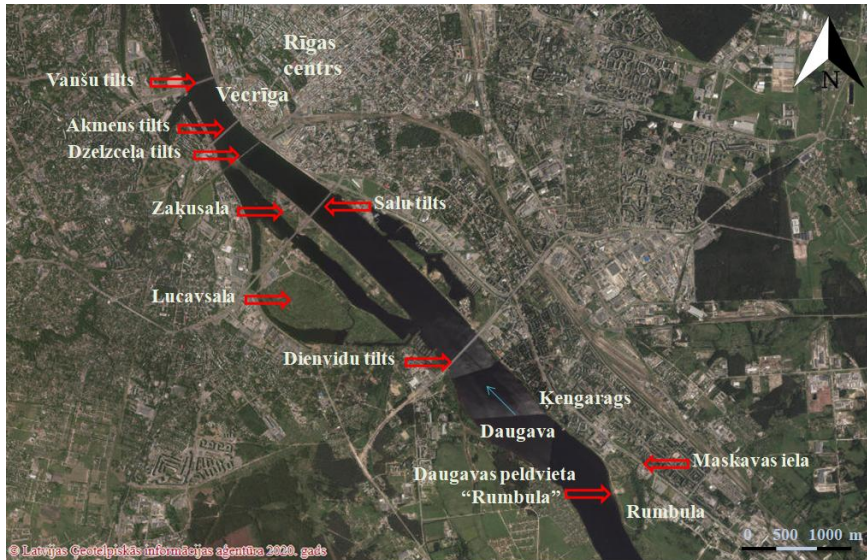 Rīgas
centrs
Vanšu tilts
Vecrīga
N
Akmens tilts
Dzelzceļa tilts
Zaķusala
Salu tilts
Lucavsala
Dienvidu tilts
Ķengarags
Daugava
Maskavas iela
Daugavas peldvieta
“Rumbula”
Rumbula
0 500 1000 m
© Latvijas Ģeotelpiskās informācijas aģentūra 2020. gads